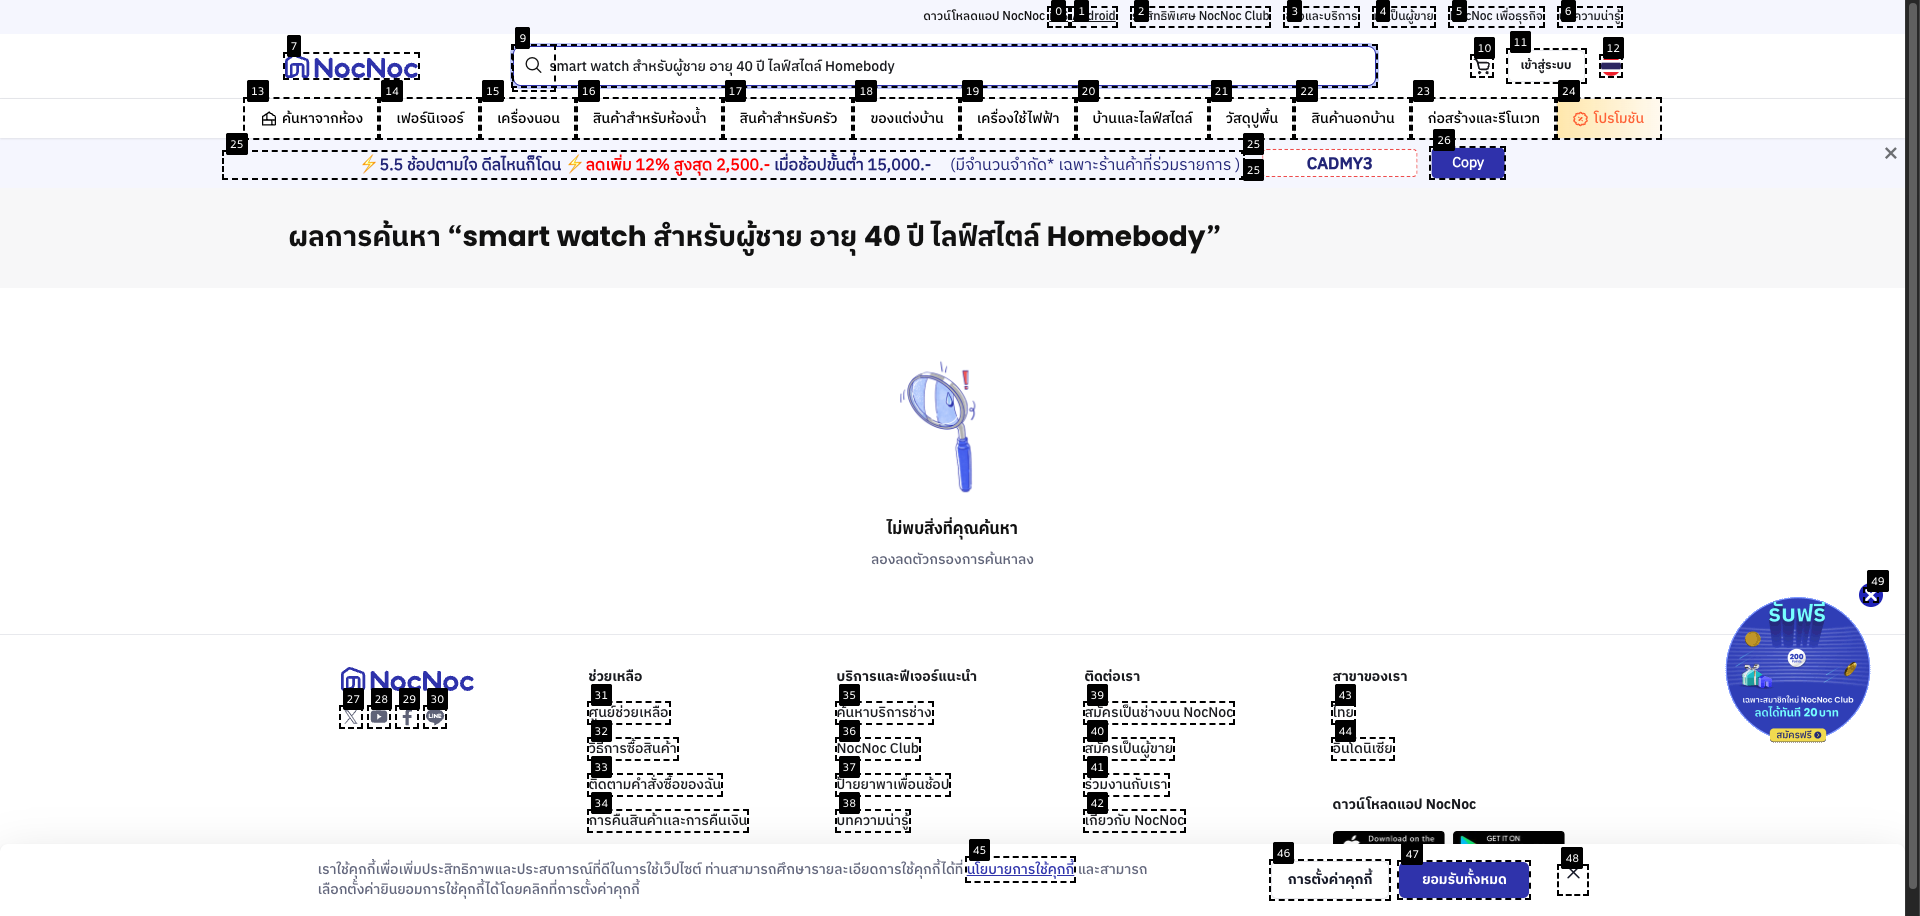 ดาวน์โหลดแอป NocNoc
NocNoc Club
และบริการ
เป็นผู้ขาย
เพื่อธุรกิจ
0 1 2 3 4 5 6
7 9 10 11 12
NocNoc
smart watch สำหรับผู้ชาย อายุ 40 ปี ไลฟ์สไตล์ Homebody
เข้าสู่ระบบ
13 14 15 16 17 18 19 20 21 22 23 24
ค้นหาจากห้อง
เฟอร์นิเจอร์
เครื่องนอน
สินค้าสำหรับห้องน้ำ
สินค้าสำหรับครัว
ของแต่งบ้าน
เครื่องใช้ไฟฟ้า
บ้านและไลฟ์สไตล์
วัสดุปูพื้น
สินค้านอกบ้าน
ก่อสร้างและรีโนเวท
โปรโมชัน
25 25 26
⚡5.5 ช้อปตามใจ ดีลไหนก็โดน ⚡ลดเพิ่ม 12% สูงสุด 2,500.- เมื่อช้อปขั้นต่ำ 15,000.- (มีจำนวนจำกัด* เฉพาะร้านค้าที่ร่วมรายการ)
25
CADMY3
Copy
ผลการค้นหา “smart watch สำหรับผู้ชาย อายุ 40 ปี ไลฟ์สไตล์ Homebody”
ไม่พบสิ่งที่คุณค้นหา
ลองลดตัวกรองการค้นหาลง
49
รับฟรี
200
เฉพาะสมาชิกใหม่ NocNoc Club
ลดได้ทันที 20 บาท
สมัครฟรี
NocNoc
27 28 29 30
ช่วยเหลือ
31
ศูนย์ช่วยเหลือ
32
วิธีการซื้อสินค้า
33
ติดตามคำสั่งซื้อของฉัน
34
การคืนสินค้าและการคืนเงิน
บริการและฟีเจอร์แนะนำ
35
ค้นหาบริการช่าง
36
NocNoc Club
37
ป้ายยาพาเพื่อนช้อป
38
บทความน่ารู้
ติดต่อเรา
39
สมัครเป็นช่างบน NocNoc
40
สมัครเป็นผู้ขาย
41
ร่วมงานกับเรา
42
เกี่ยวกับ NocNoc
สาขาของเรา
43
ไทย
44
อินโดนิเซีย
ดาวน์โหลดแอป NocNoc
Download on the
GET IT ON
45 46 47 48
เราใช้คุกกี้เพื่อเพิ่มประสิทธิภาพและประสบการณ์ที่ดีในการใช้เว็ปไซต์ ท่านสามารถศึกษารายละเอียดการใช้คุกกี้ได้ที่ นโยบายการใช้คุกกี้ และสามารถ
เลือกตั้งค่ายินยอมการใช้คุกกี้ได้โดยคลิกที่การตั้งค่าคุกกี้
การตั้งค่าคุกกี้
ยอมรับทั้งหมด